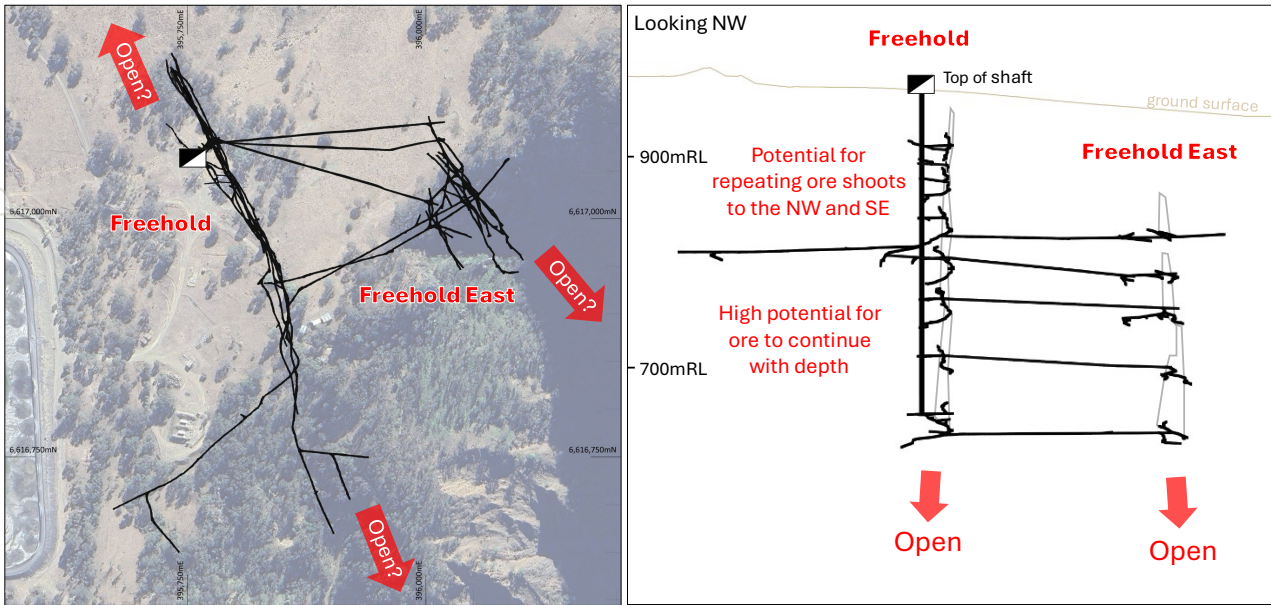 395,750mE
396,000mE
Open?
6,617,000mN
6,617,000mN
Freehold
Freehold East
Open?
6,616,750mN
6,616,750mN
Open?
395,750mE
396,000mE
Looking NW
Freehold
Top of shaft
ground surface
900mRL
Potential for
repeating ore shoots
to the NW and SE
Freehold East
High potential for
ore to continue
with depth
700mRL
Open
Open